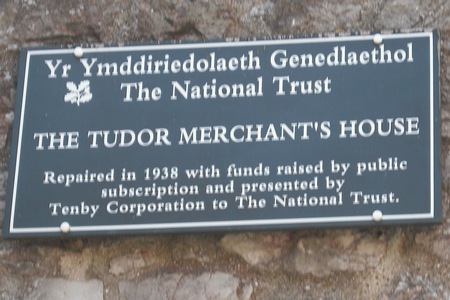 Yr Ymddiriedolaeth Genedlaethol
The National Trust
THE TUDOR MERCHANT'S HOUSE
Repaired in 1938 with funds raised by public
subscription and presented by
Tenby Corporation to The National Trust.